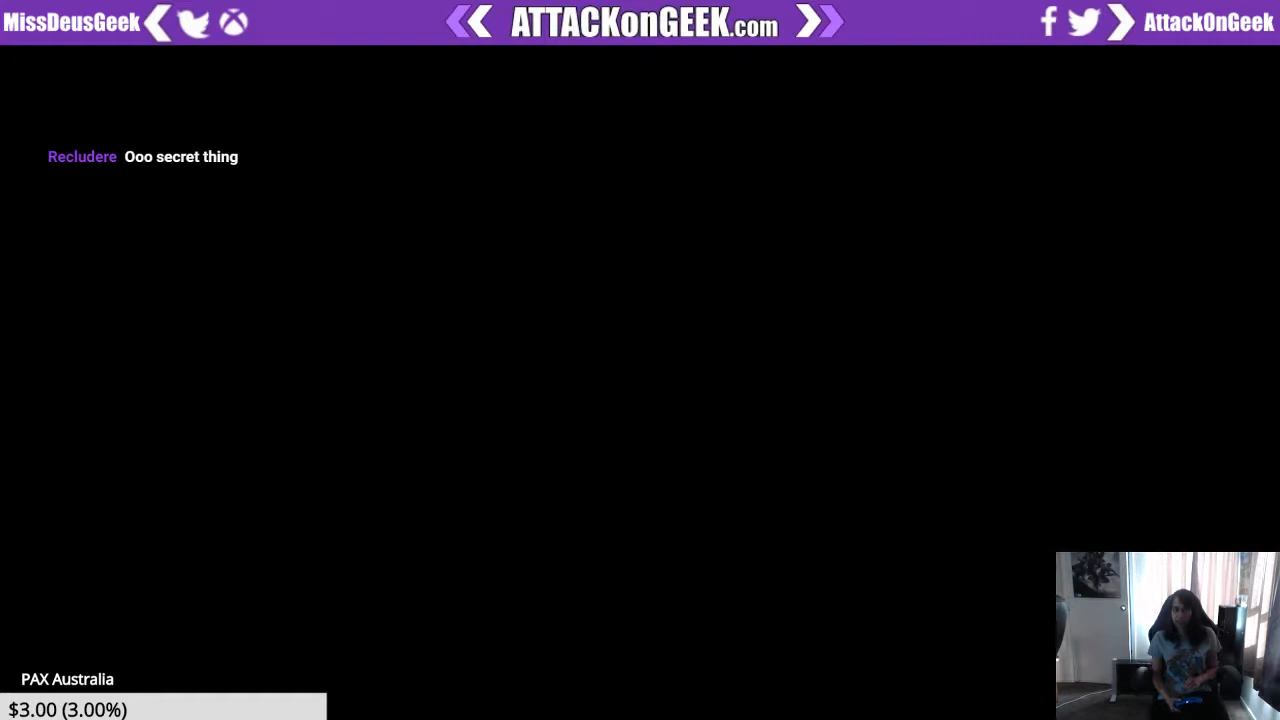 MissDeusGeek
ATTACKonGEEK.com
AttackOnGeek
Recludere Ooo secret thing
PAX Australia
$3.00 (3.00%)